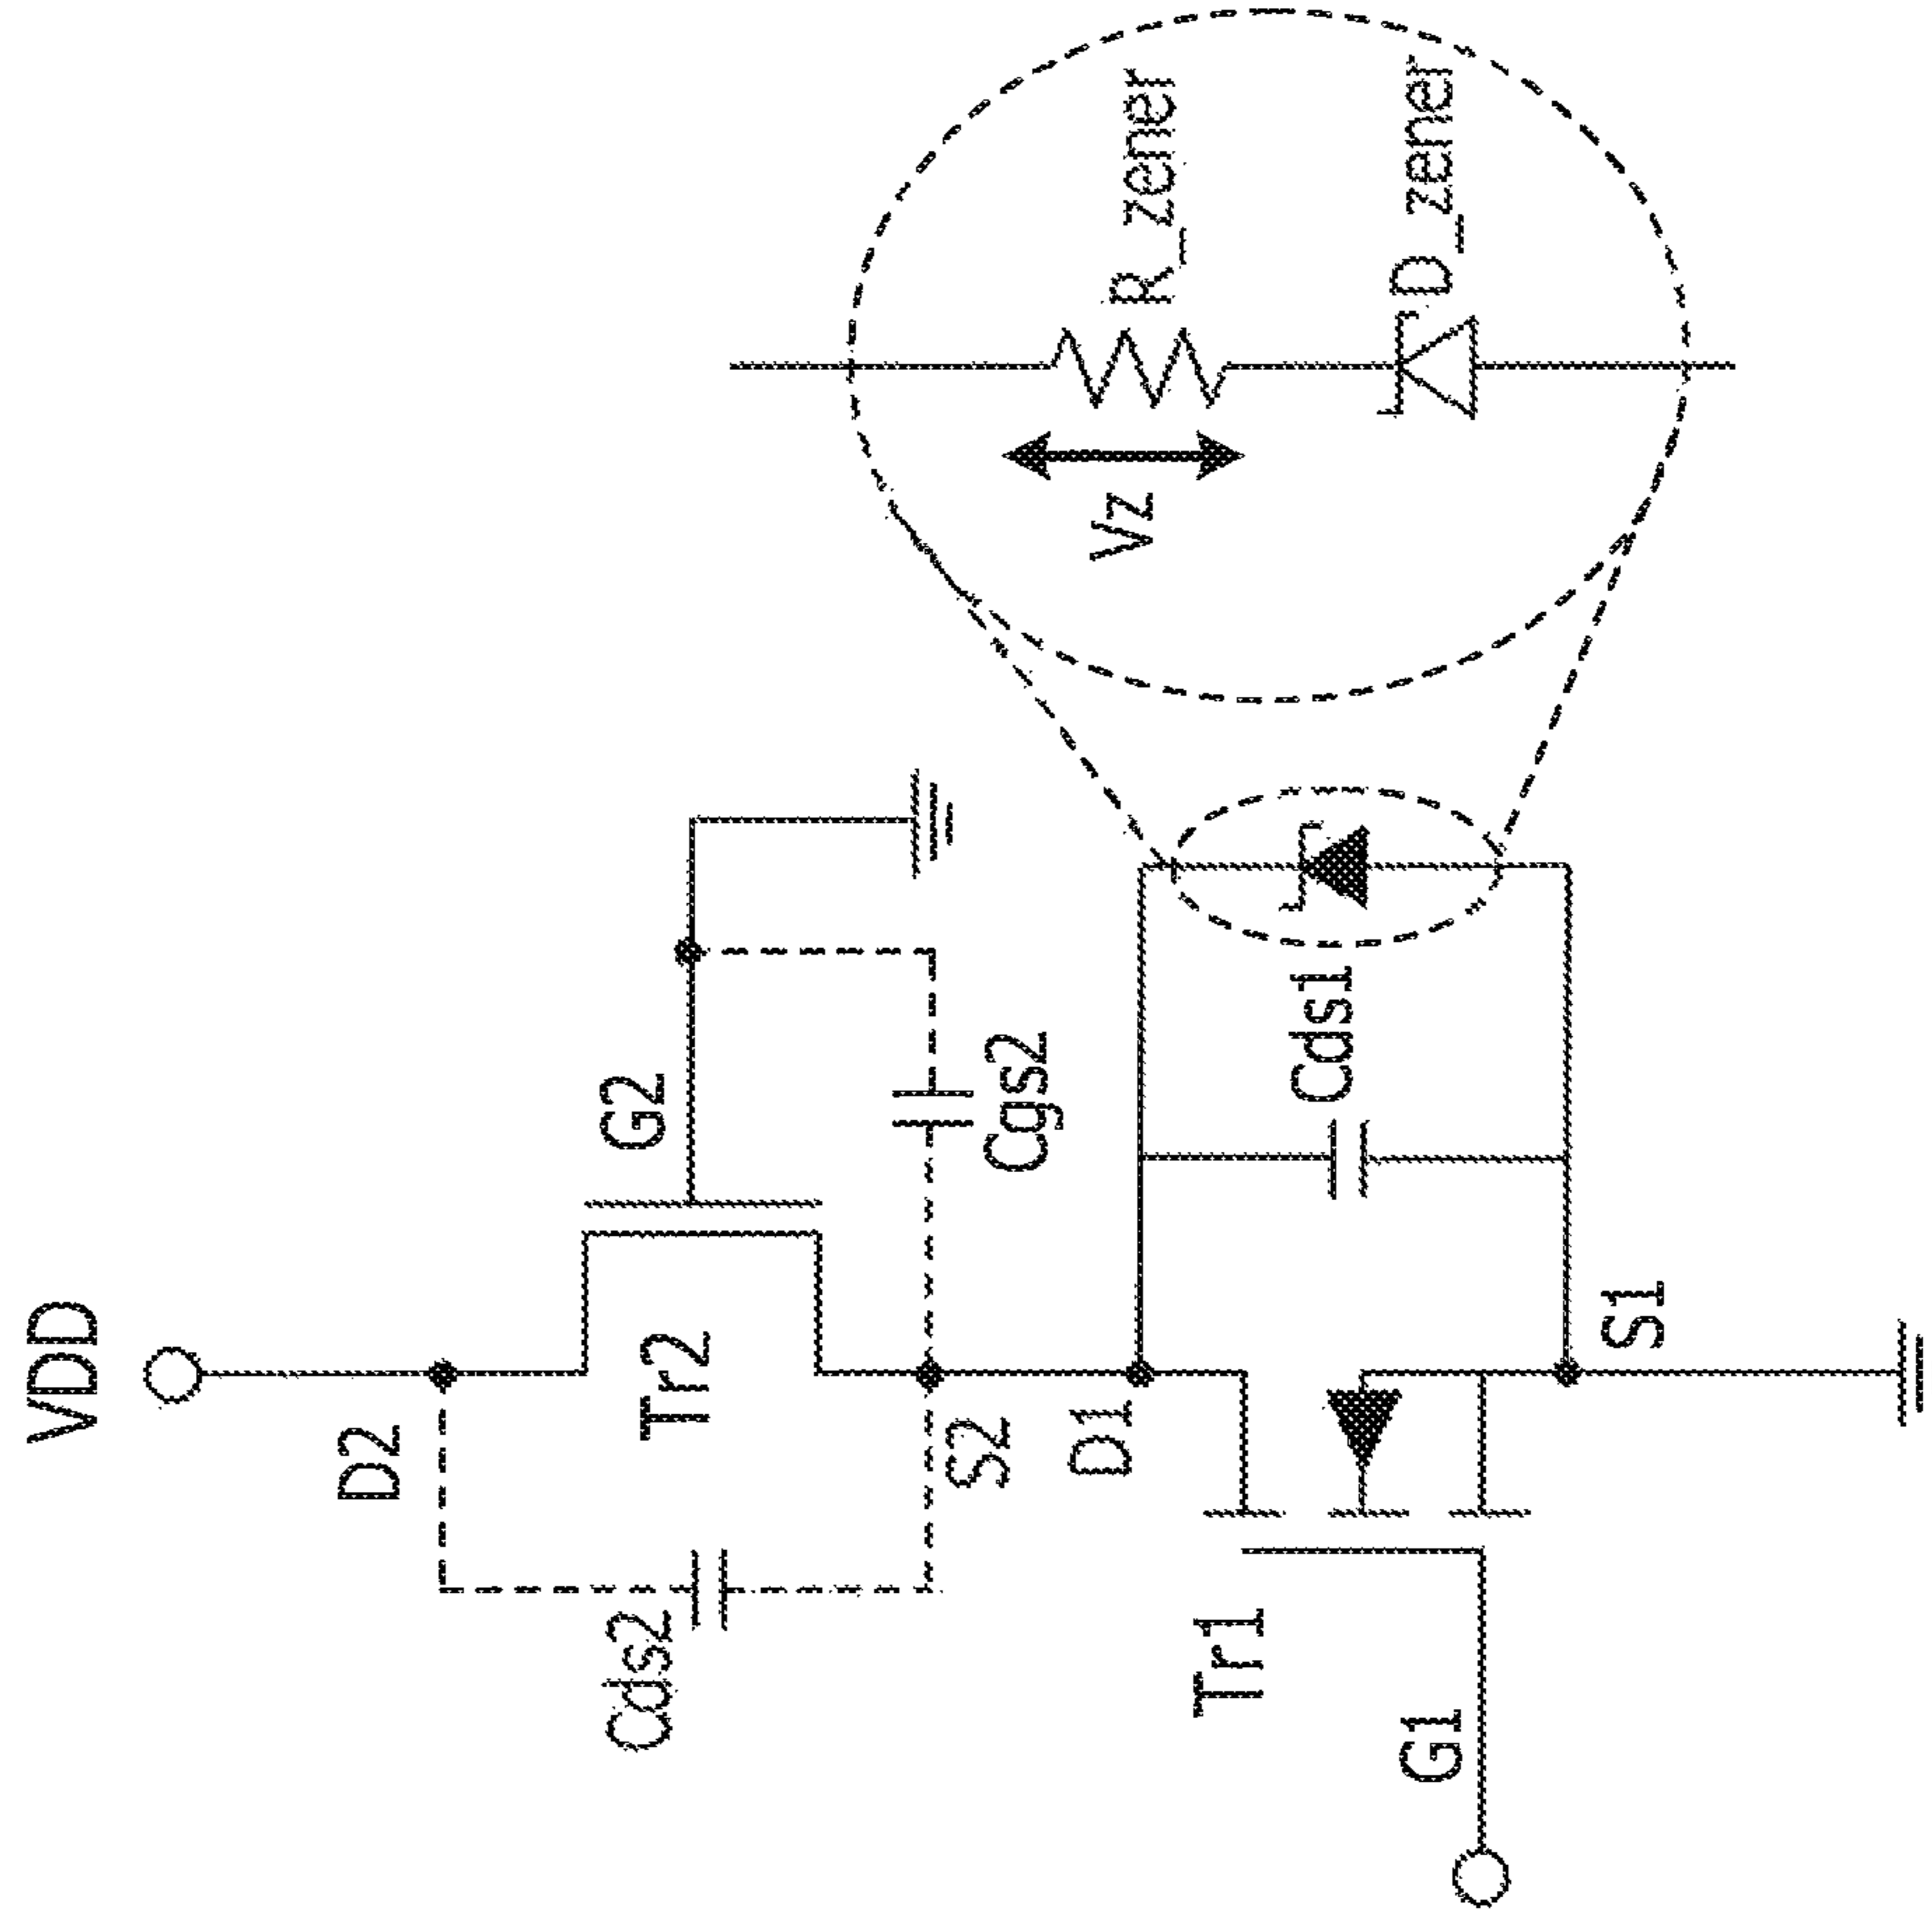 VDD
D2
Cds2
Tr2
G2
S2
Cgs2
D1
Tr1
G1
S1
Cds1
Vz
R_zener
D_zener